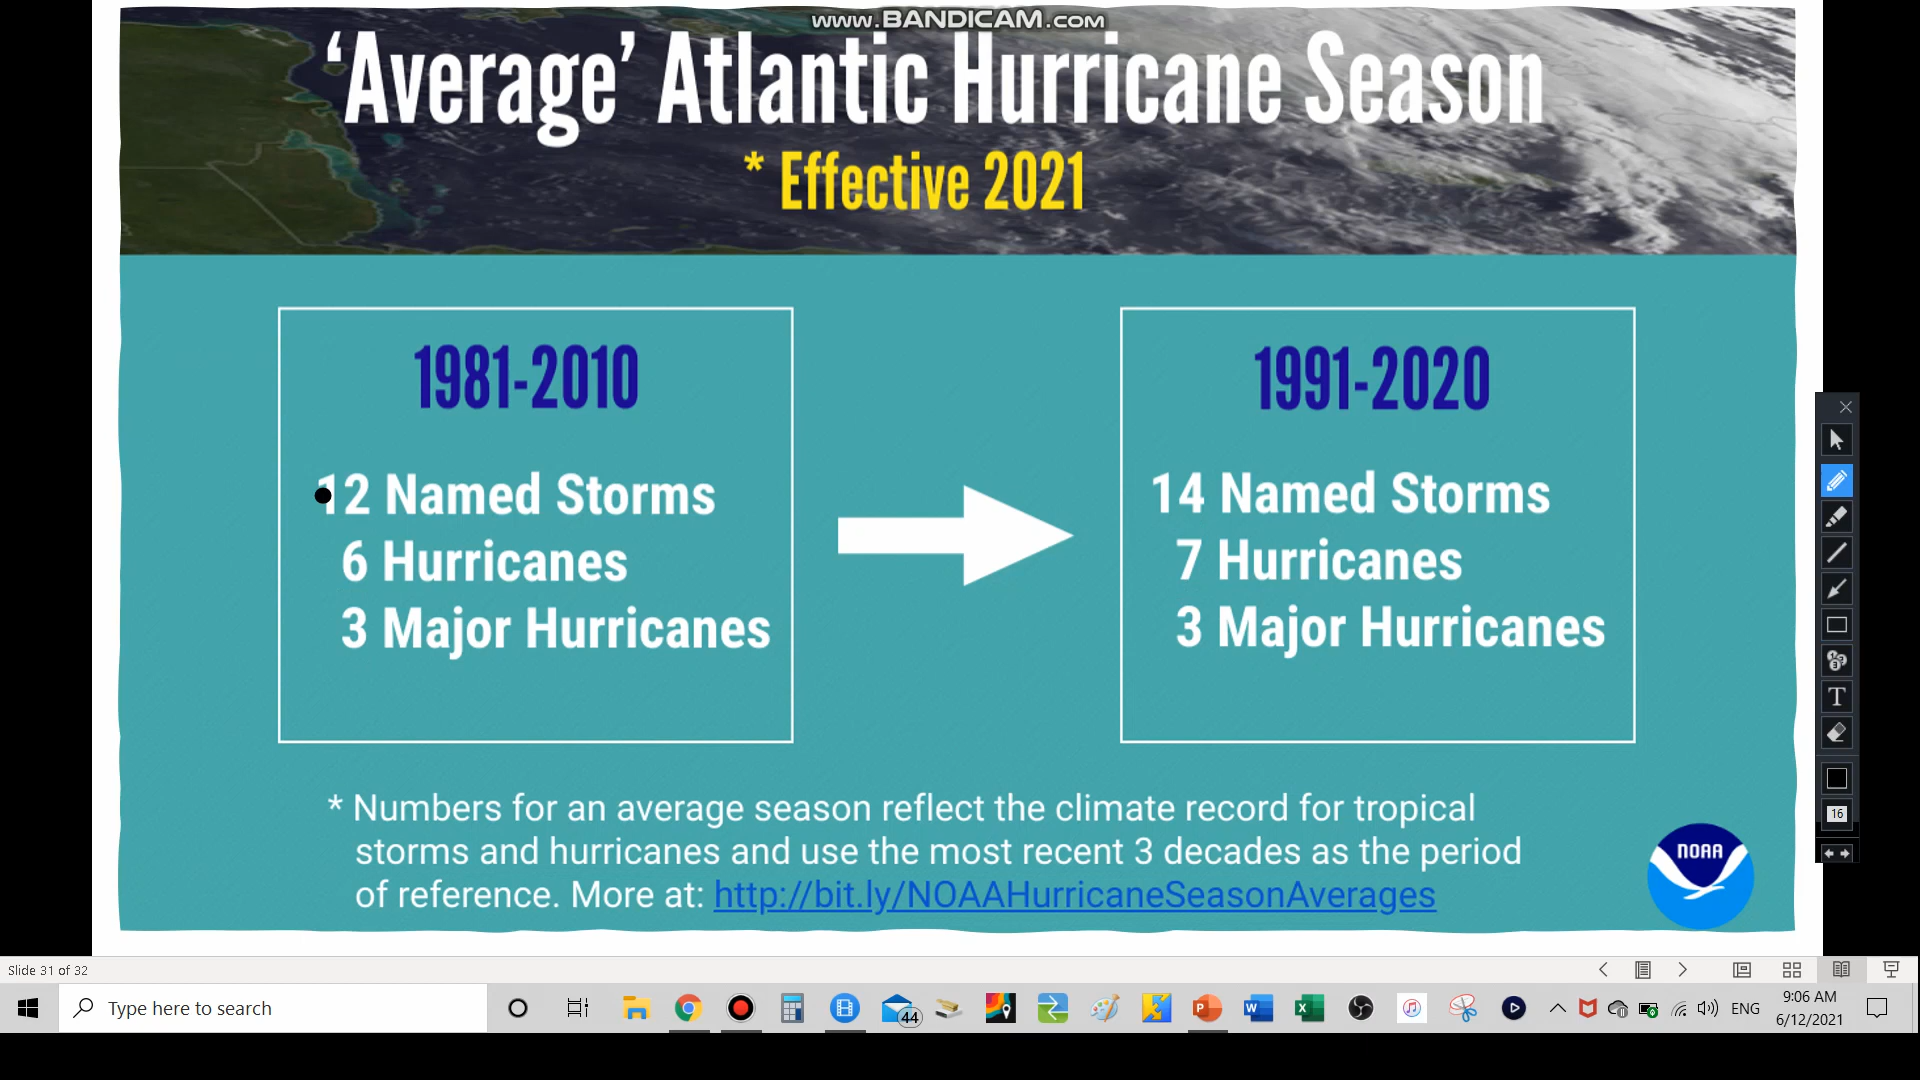 www.BANDICAM.com
‘Average’ Atlantic Hurricane Season
* Effective 2021
1981-2010
12 Named Storms
6 Hurricanes
3 Major Hurricanes
1991-2020
14 Named Storms
7 Hurricanes
3 Major Hurricanes
* Numbers for an average season reflect the climate record for tropical
storms and hurricanes and use the most recent 3 decades as the period
of reference. More at: http://bit.ly/NOAAHurricaneSeasonAverages
NOAA
T
16
Slide 31 of 32
Type here to search
44
ENG
9:06 AM
6/12/2021